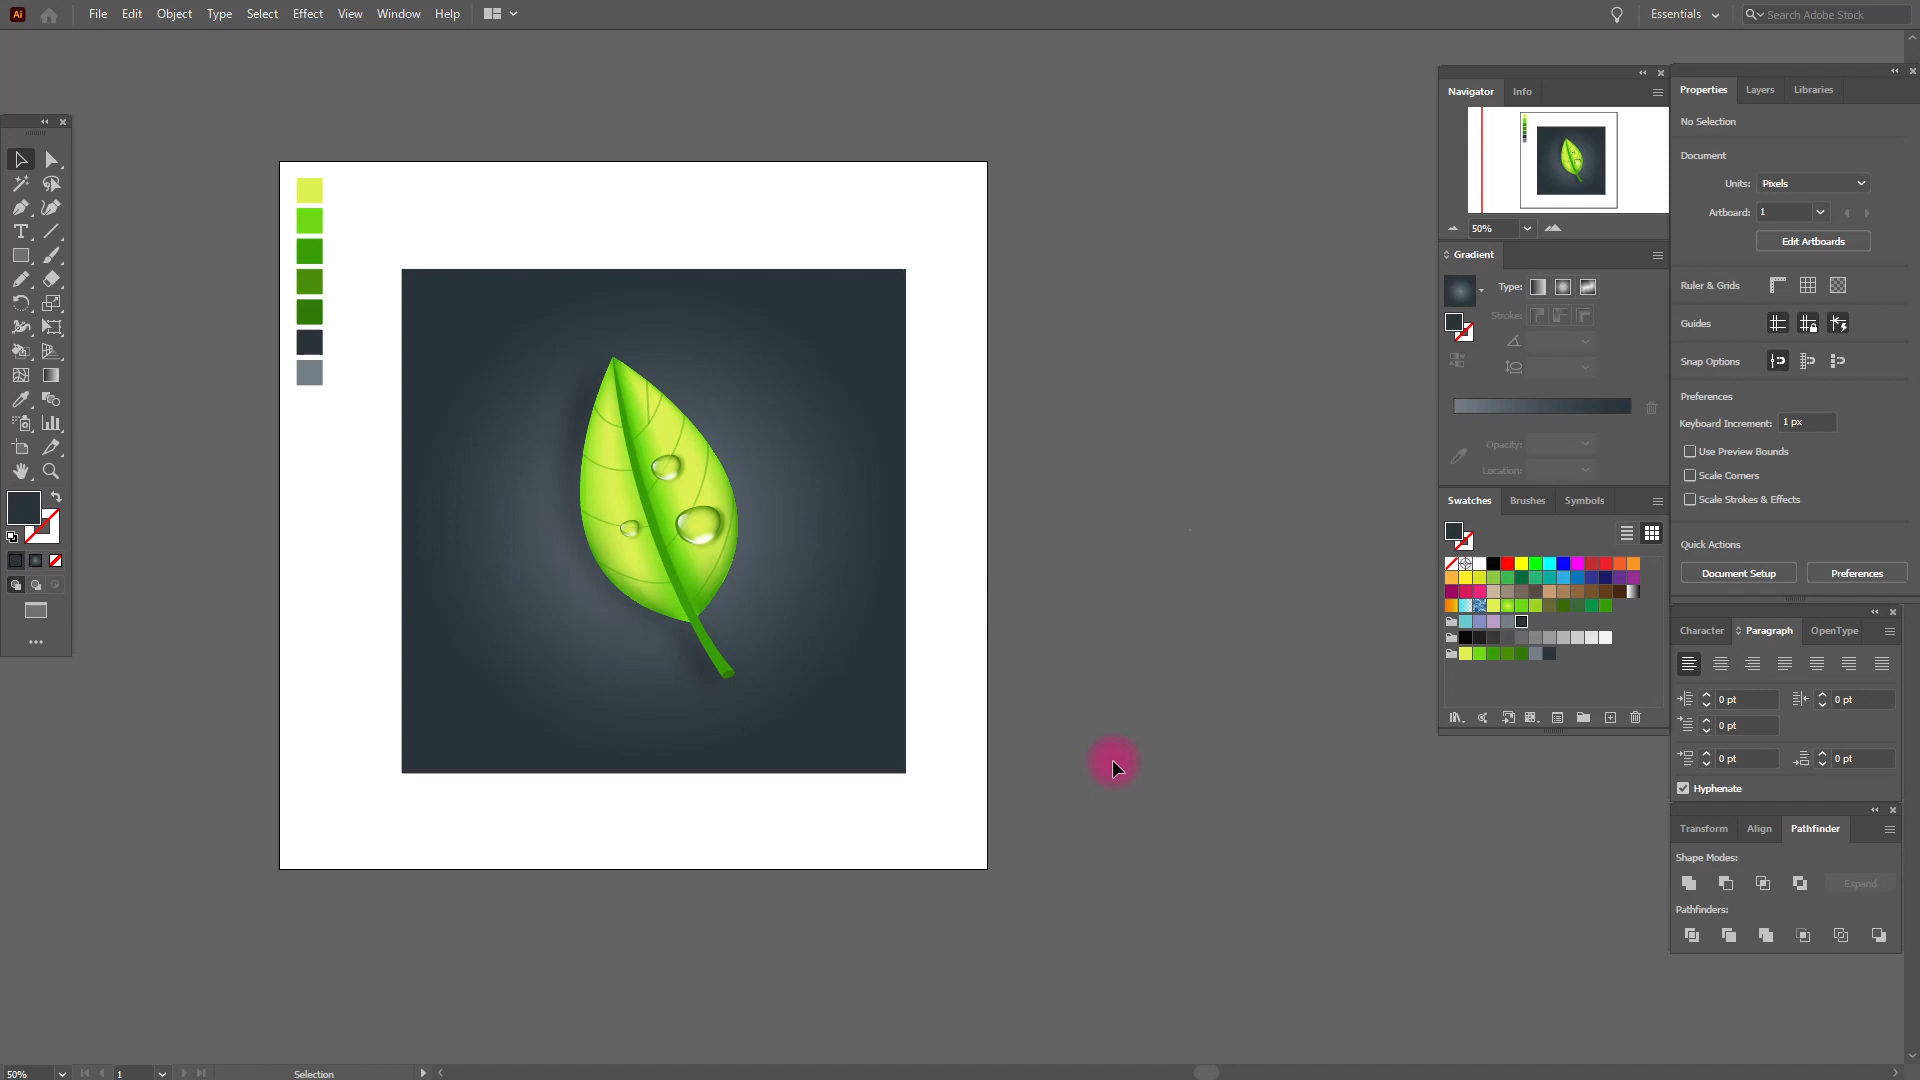 Ai File Edit Object Type Select Effect View Window Help Essentials Search Adobe Stock
Navigator Info
50%
Gradient
Type:
Stroke:
Opacity:
Location:
Swatches Brushes Symbols
Properties Layers Libraries
No Selection
Document
Units: Pixels
Artboard: 1
Edit Artboards
Ruler & Grids
Guides
Snap Options
Preferences
Keyboard Increment: 1 px
Use Preview Bounds
Scale Corners
Scale Strokes & Effects
Quick Actions
Document Setup Preferences
Character Paragraph OpenType
0 pt 0 pt
0 pt
0 pt 0 pt
Hyphenate
Transform Align Pathfinder
Shape Modes:
Expand
Pathfinders:
50% 1 Selection